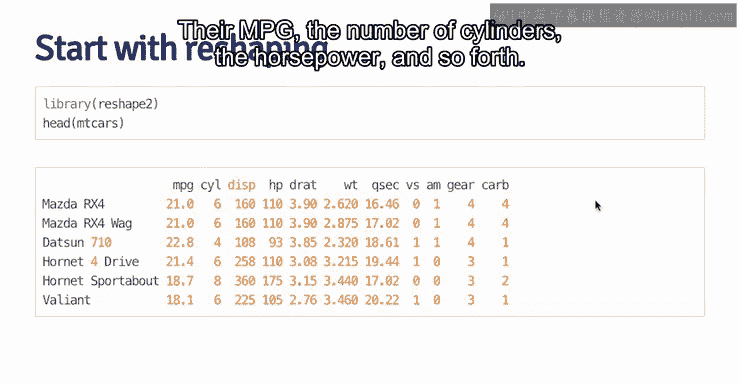 Their MPG, the number of cylinders,
the horsepower, and so forth.
Start with reshaping
library(reshape2)
head(mtcars)
mpg cyl disp hp drat wt qsec vs am gear carb
Mazda RX4 21.0 6 160 110 3.90 2.620 16.46 0 1 4 4
Mazda RX4 Wag 21.0 6 160 110 3.90 2.875 17.02 0 1 4 4
Datsun 710 22.8 4 108 93 3.85 2.320 18.61 1 1 4 1
Hornet 4 Drive 21.4 6 258 110 3.08 3.215 19.44 1 0 3 1
Hornet Sportabout 18.7 8 360 175 3.15 3.440 17.02 0 0 3 2
Valiant 18.1 6 225 105 2.76 3.460 20.22 1 0 3 1